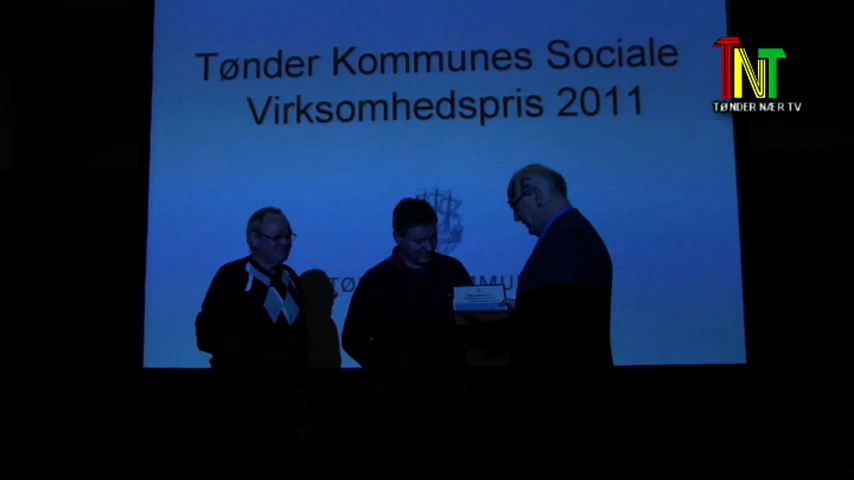 Tønder Kommunes Sociale
Virksomhedspris 2011
TNT
TØNDER NÆR TV